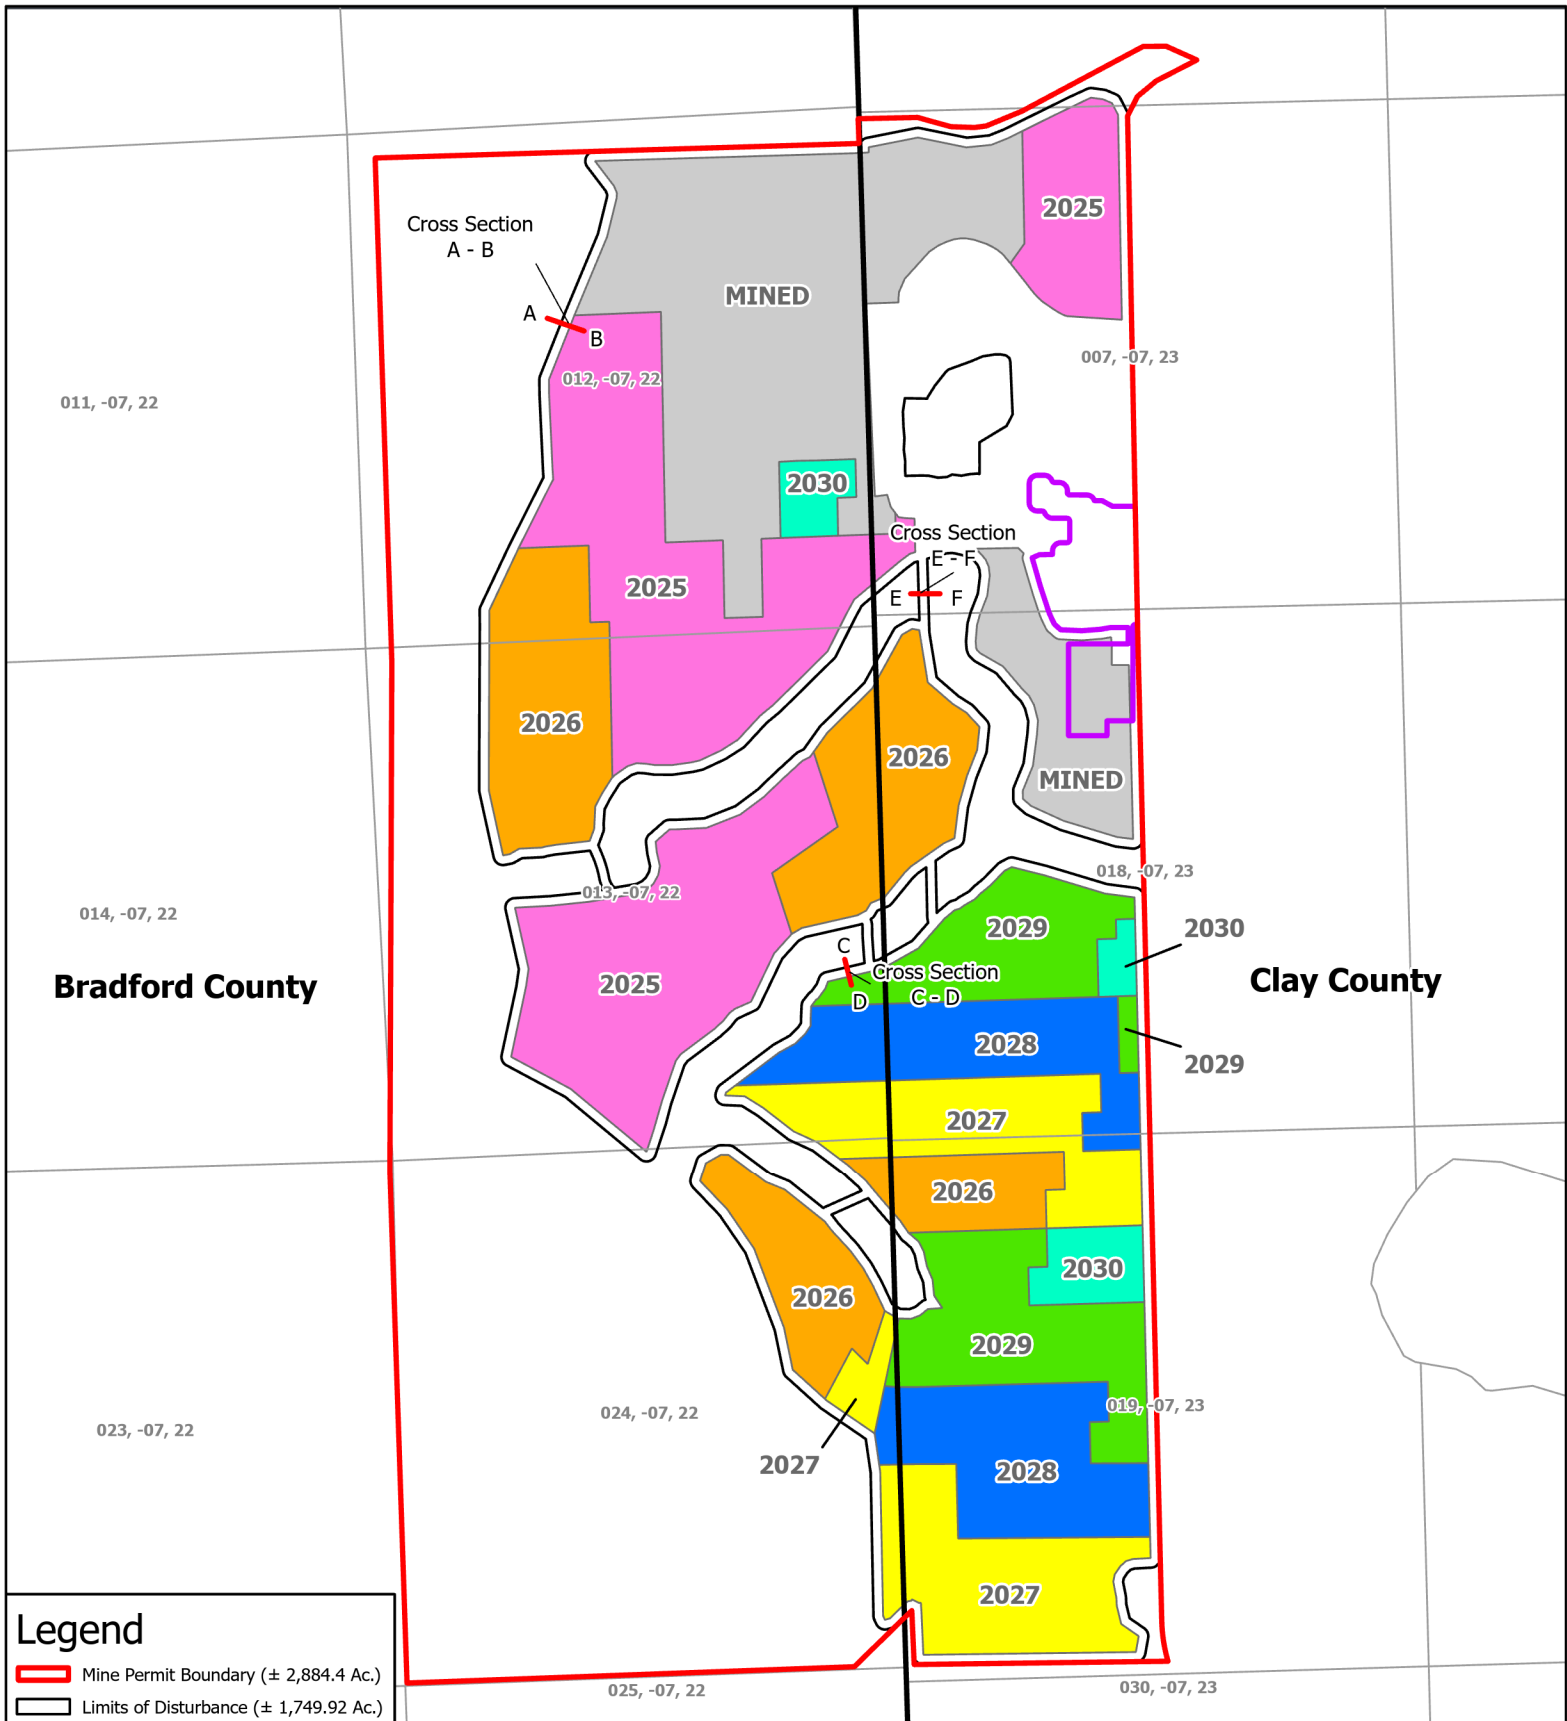 2025
Cross Section
A - B
MINED
A
B
007, -07, 23
012, -07, 22
011, -07, 22
2030
Cross Section
E - F
2025
E
F
2026
2026
MINED
018, -07, 23
013, -07, 22
014, -07, 22
2029
2030
C
Cross Section
C - D
D
2025
Bradford County
Clay County
2028
2029
2027
2026
2030
2026
2029
019, -07, 23
024, -07, 22
023, -07, 22
2027
2028
2027
Legend
Mine Permit Boundary (± 2,884.4 Ac.)
Limits of Disturbance (± 1,749.92 Ac.)
025, -07, 22
030, -07, 23